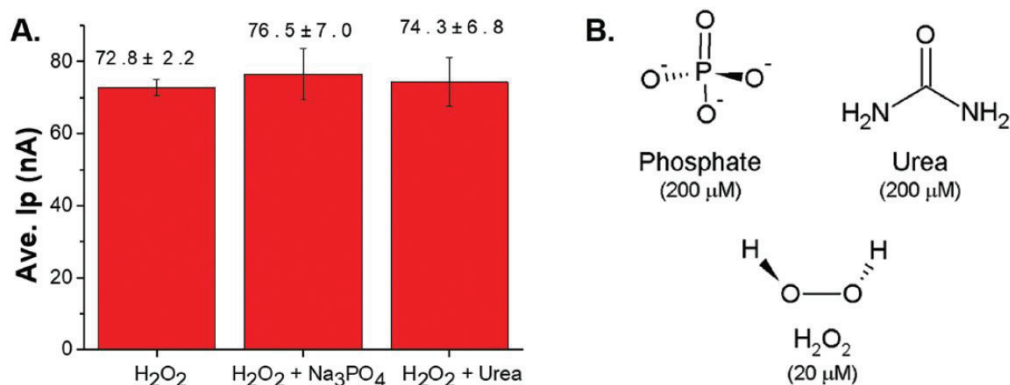 A.
72.8± 2.2
76.5±7.0
74.3±6.8
Ave. Ip (nA)
80
60
40
20
0
H₂O₂
H₂O₂ + Na₃PO₄
H₂O₂ + Urea
B.
O
O⁻ P O⁻
O⁻
Phosphate
(200 µM)
O
H₂N NH₂
Urea
(200 µM)
H H
O O
H₂O₂
(20 µM)